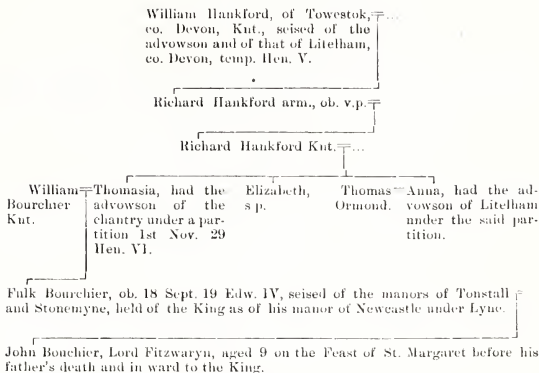 William Hankford, of Towestok,=...
co. Devon, Knt., seised of the
advowson and of that of Litelham,
co. Devon, temp. Hen. V.
Richard Hankford arm., ob. v.p.=
Richard Hankford Knt.=...
William=Thomasia, had the
Bourchier advowson of the
Knt. chantry under a par-
tition 1st Nov. 29
Hen. VI.
Elizabeth,
s p.
Thomas=Anna, had the ad-
Ormond. vowson of Litelham
under the said par-
tition.
Fulk Bourchier, ob. 18 Sept. 19 Edw. IV, seised of the manors of Tonstall=
and Stonemyne, held of the King as of his manor of Newcastle under Lyne.
John Bouchier, Lord Fitzwaryn, aged 9 on the Feast of St. Margaret before his
father's death and in ward to the King.